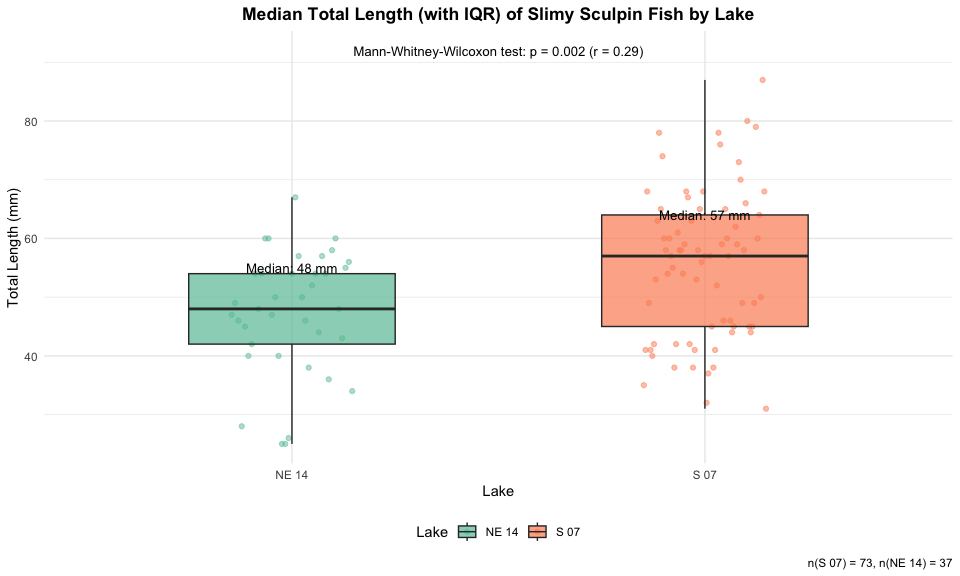 Median Total Length (with IQR) of Slimy Sculpin Fish by Lake
Mann-Whitney-Wilcoxon test: p = 0.002 (r = 0.29)
Total Length (mm)
80
60
40
Median: 48 mm
Median: 57 mm
NE 14
S 07
Lake
Lake
NE 14
S 07
n(S 07) = 73, n(NE 14) = 37